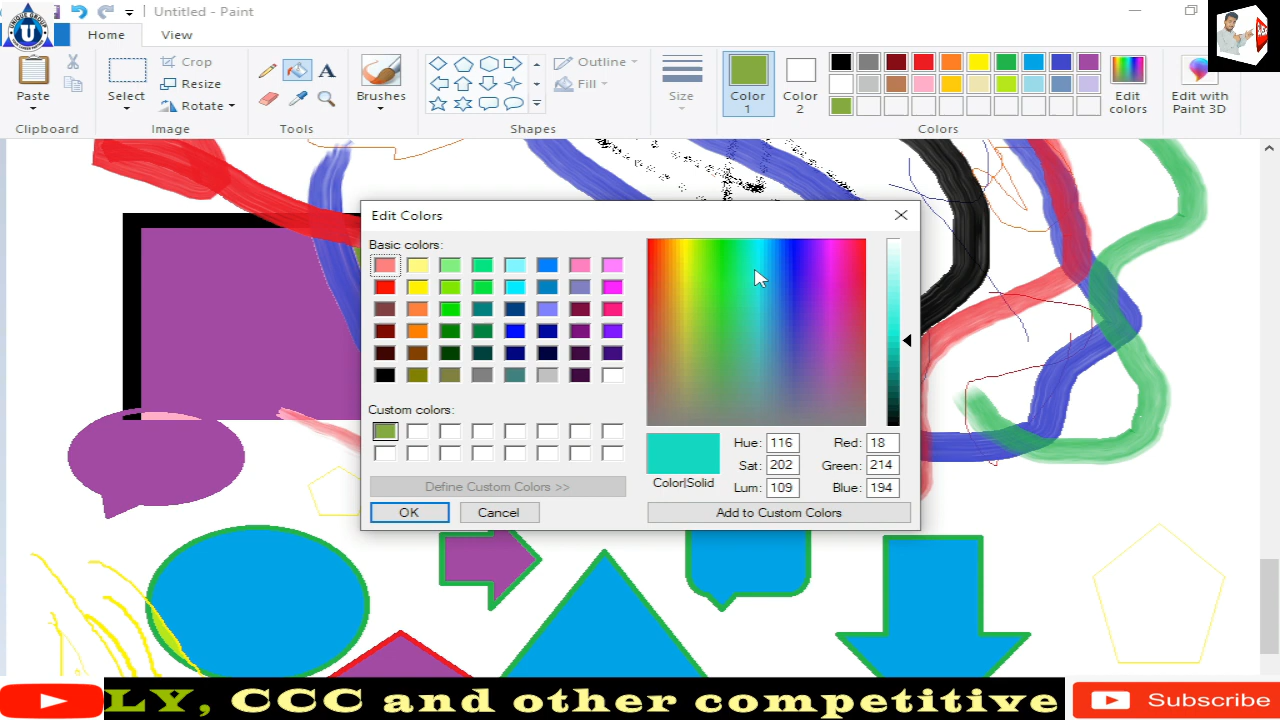 Untitled - Paint
UNIQUE GROUP
U
Home
View
Paste
Clipboard
Select
Crop
Resize
Rotate
Image
A
Tools
Brushes
Shapes
Outline
Fill
Size
Color 1
Color 2
Colors
Edit colors
Edit with Paint 3D
Edit Colors
Basic colors:
Custom colors:
Define Custom Colors >>
OK
Cancel
Color|Solid
Hue: 116
Sat: 202
Lum: 109
Red: 18
Green: 214
Blue: 194
Add to Custom Colors
LY, CCC and other competitive
Subscribe